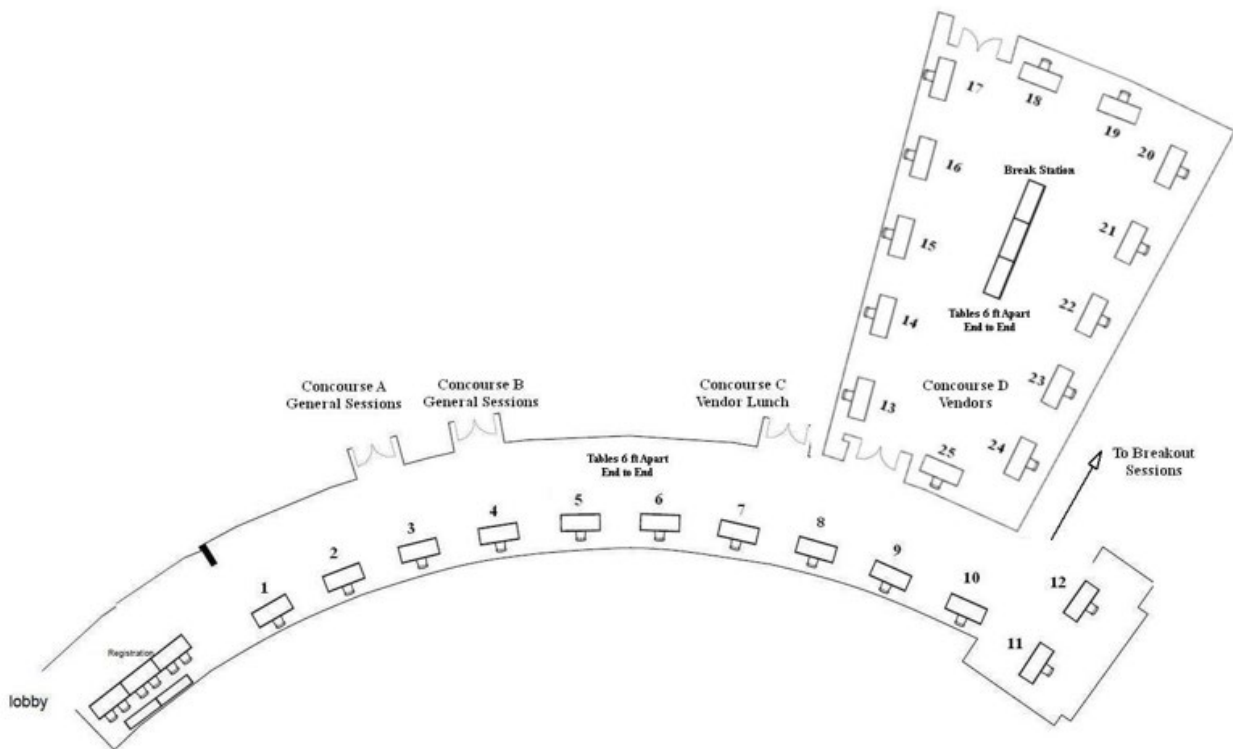 17
18
19
20
16
Break Station
21
15
Tables 6 ft Apart
End to End
22
14
23
Concourse A
General Sessions
Concourse B
General Sessions
Concourse C
Vendor Lunch
13
Concourse D
Vendors
24
25
To Breakout
Sessions
Tables 6 ft Apart
End to End
1
2
3
4
5
6
7
8
9
10
11
12
Registration
lobby